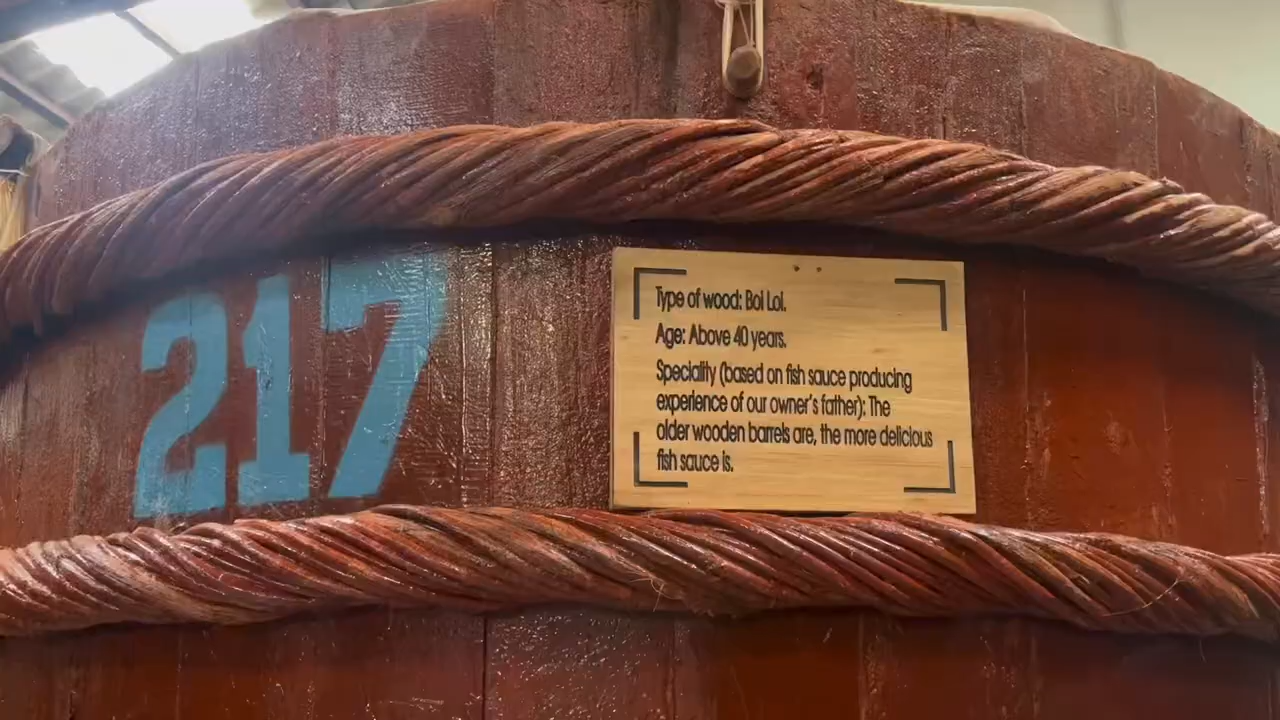 217
Type of wood: Boi Loi.
Age: Above 40 years.
Speciality (based on fish sauce producing
experience of our owner's father): The
older wooden barrels are, the more delicious
fish sauce is.